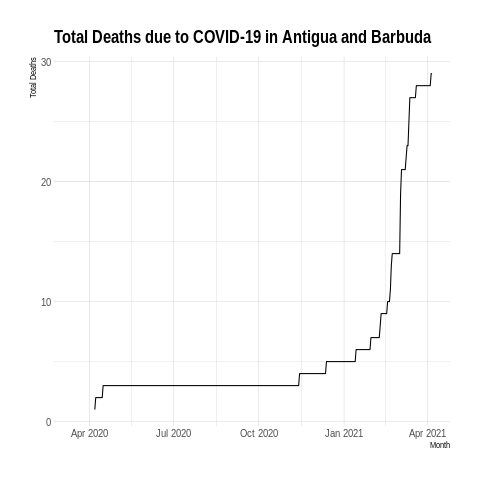 Total Deaths due to COVID-19 in Antigua and Barbuda
Total Deaths
30
20
10
0
Apr 2020 Jul 2020 Oct 2020 Jan 2021 Apr 2021
Month